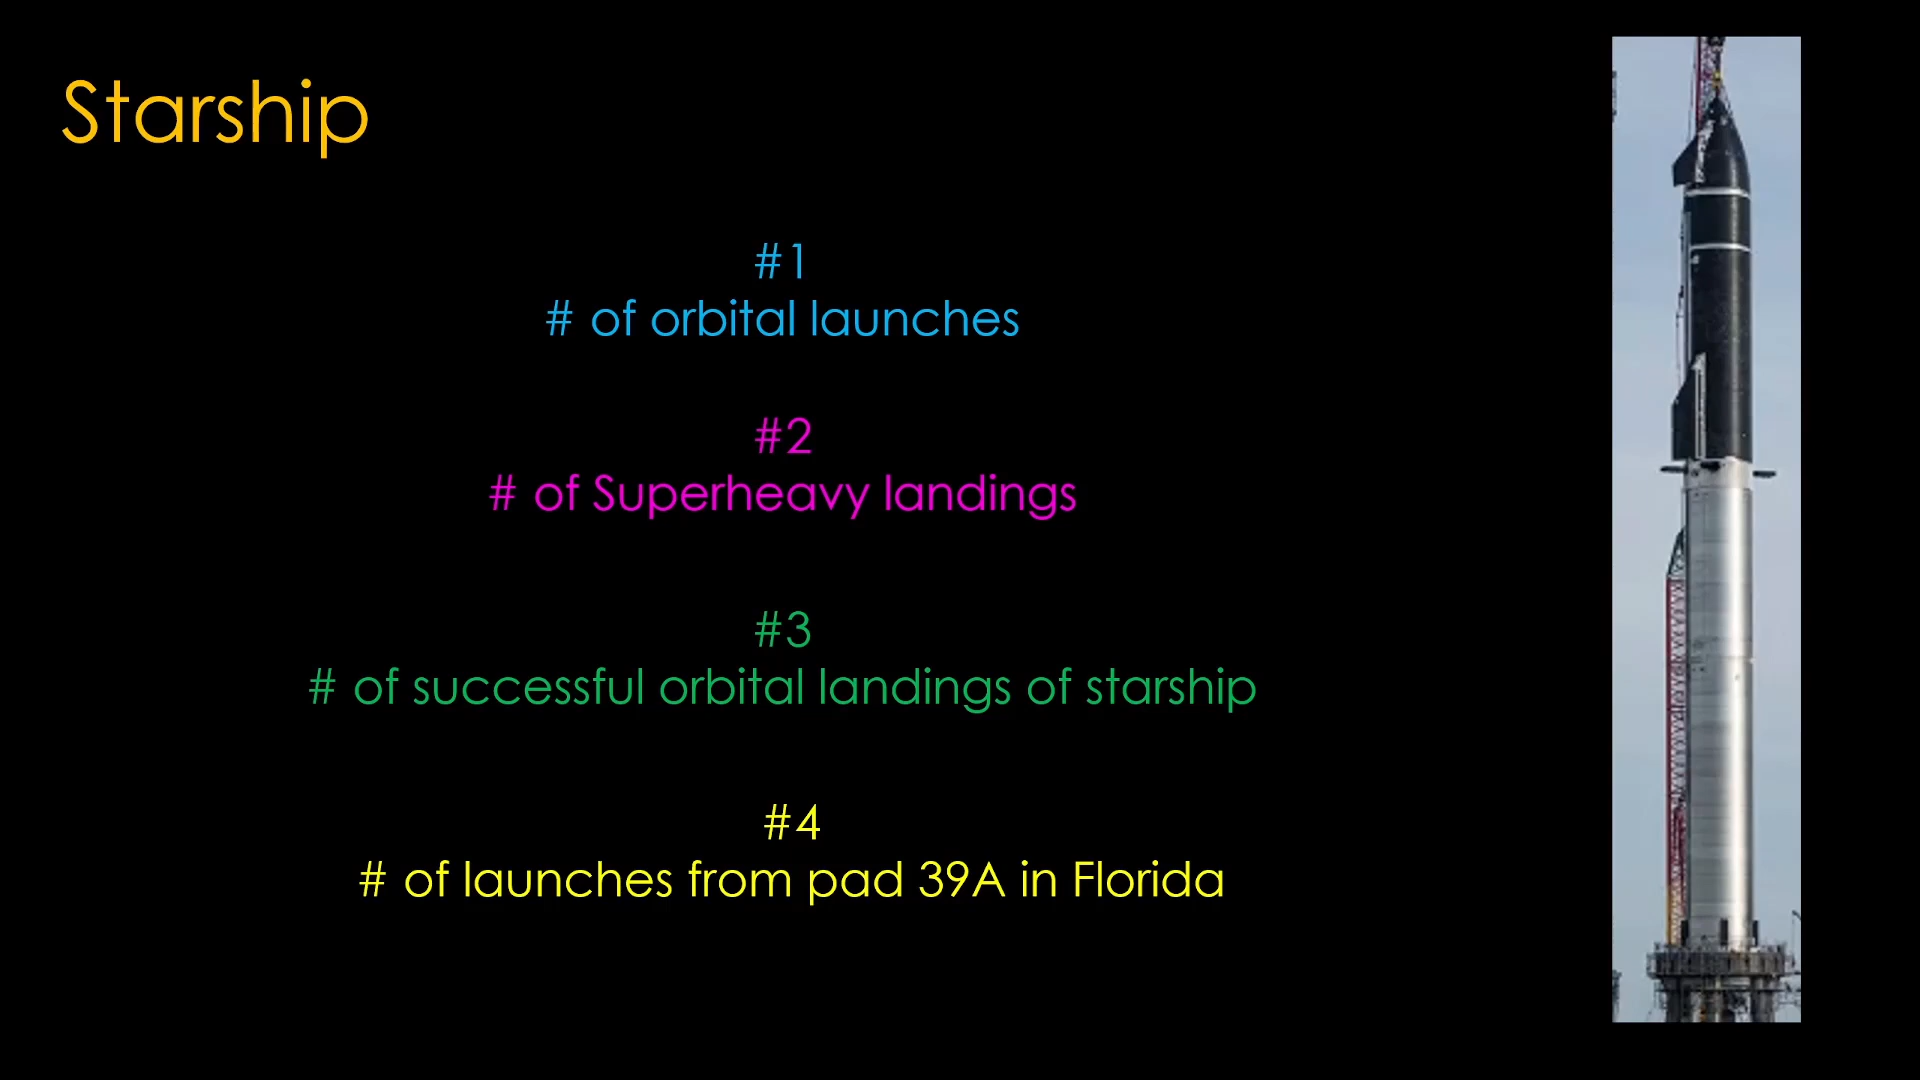 Starship
#1
# of orbital launches
#2
# of Superheavy landings
#3
# of successful orbital landings of starship
#4
# of launches from pad 39A in Florida